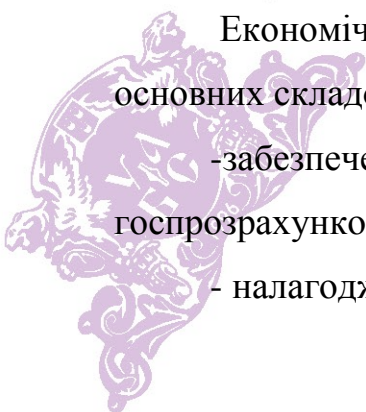 Економіч
основних складо
-забезпече
госпрозрахунко
- налагодж